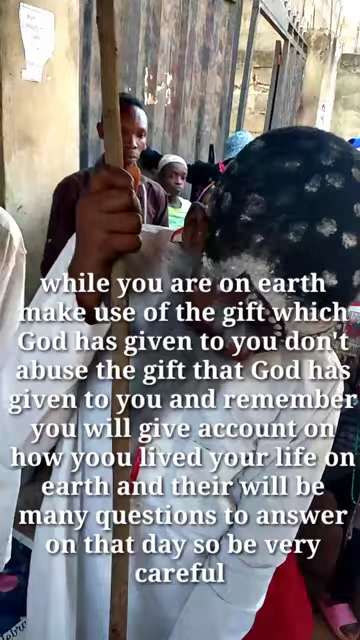 while you are on earth
make use of the gift which
God has given to you don't
abuse the gift that God has
given to you and remember
you will give account on
how yoou lived your life on
earth and their will be
many questions to answer
on that day so be very
careful